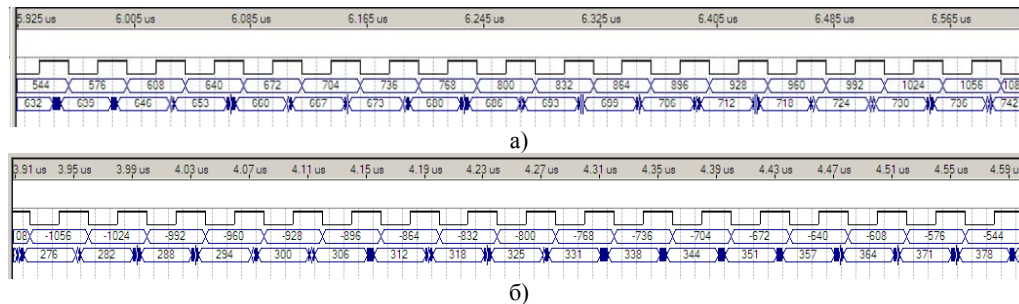 5.925 us 6.005 us 6.085 us 6.165 us 6.245 us 6.325 us 6.405 us 6.485 us 6.565 us
544 576 608 640 672 704 736 768 800 832 864 896 928 960 992 1024 1056 108
632 639 646 653 660 667 673 680 686 693 699 706 712 718 724 730 736 742
а)
3.91 us 3.95 us 3.99 us 4.03 us 4.07 us 4.11 us 4.15 us 4.19 us 4.23 us 4.27 us 4.31 us 4.35 us 4.39 us 4.43 us 4.47 us 4.51 us 4.55 us 4.59 u
08 -1056 -1024 -992 -960 -928 -896 -864 -832 -800 -768 -736 -704 -672 -640 -608 -576 -544
276 282 288 294 300 306 312 318 325 331 338 344 351 357 364 371 378
б)